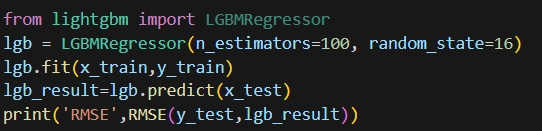 from lightgbm import LGBMRegressor
lgb = LGBMRegressor(n_estimators=100, random_state=16)
lgb.fit(x_train,y_train)
lgb_result=lgb.predict(x_test)
print('RMSE',RMSE(y_test,lgb_result))